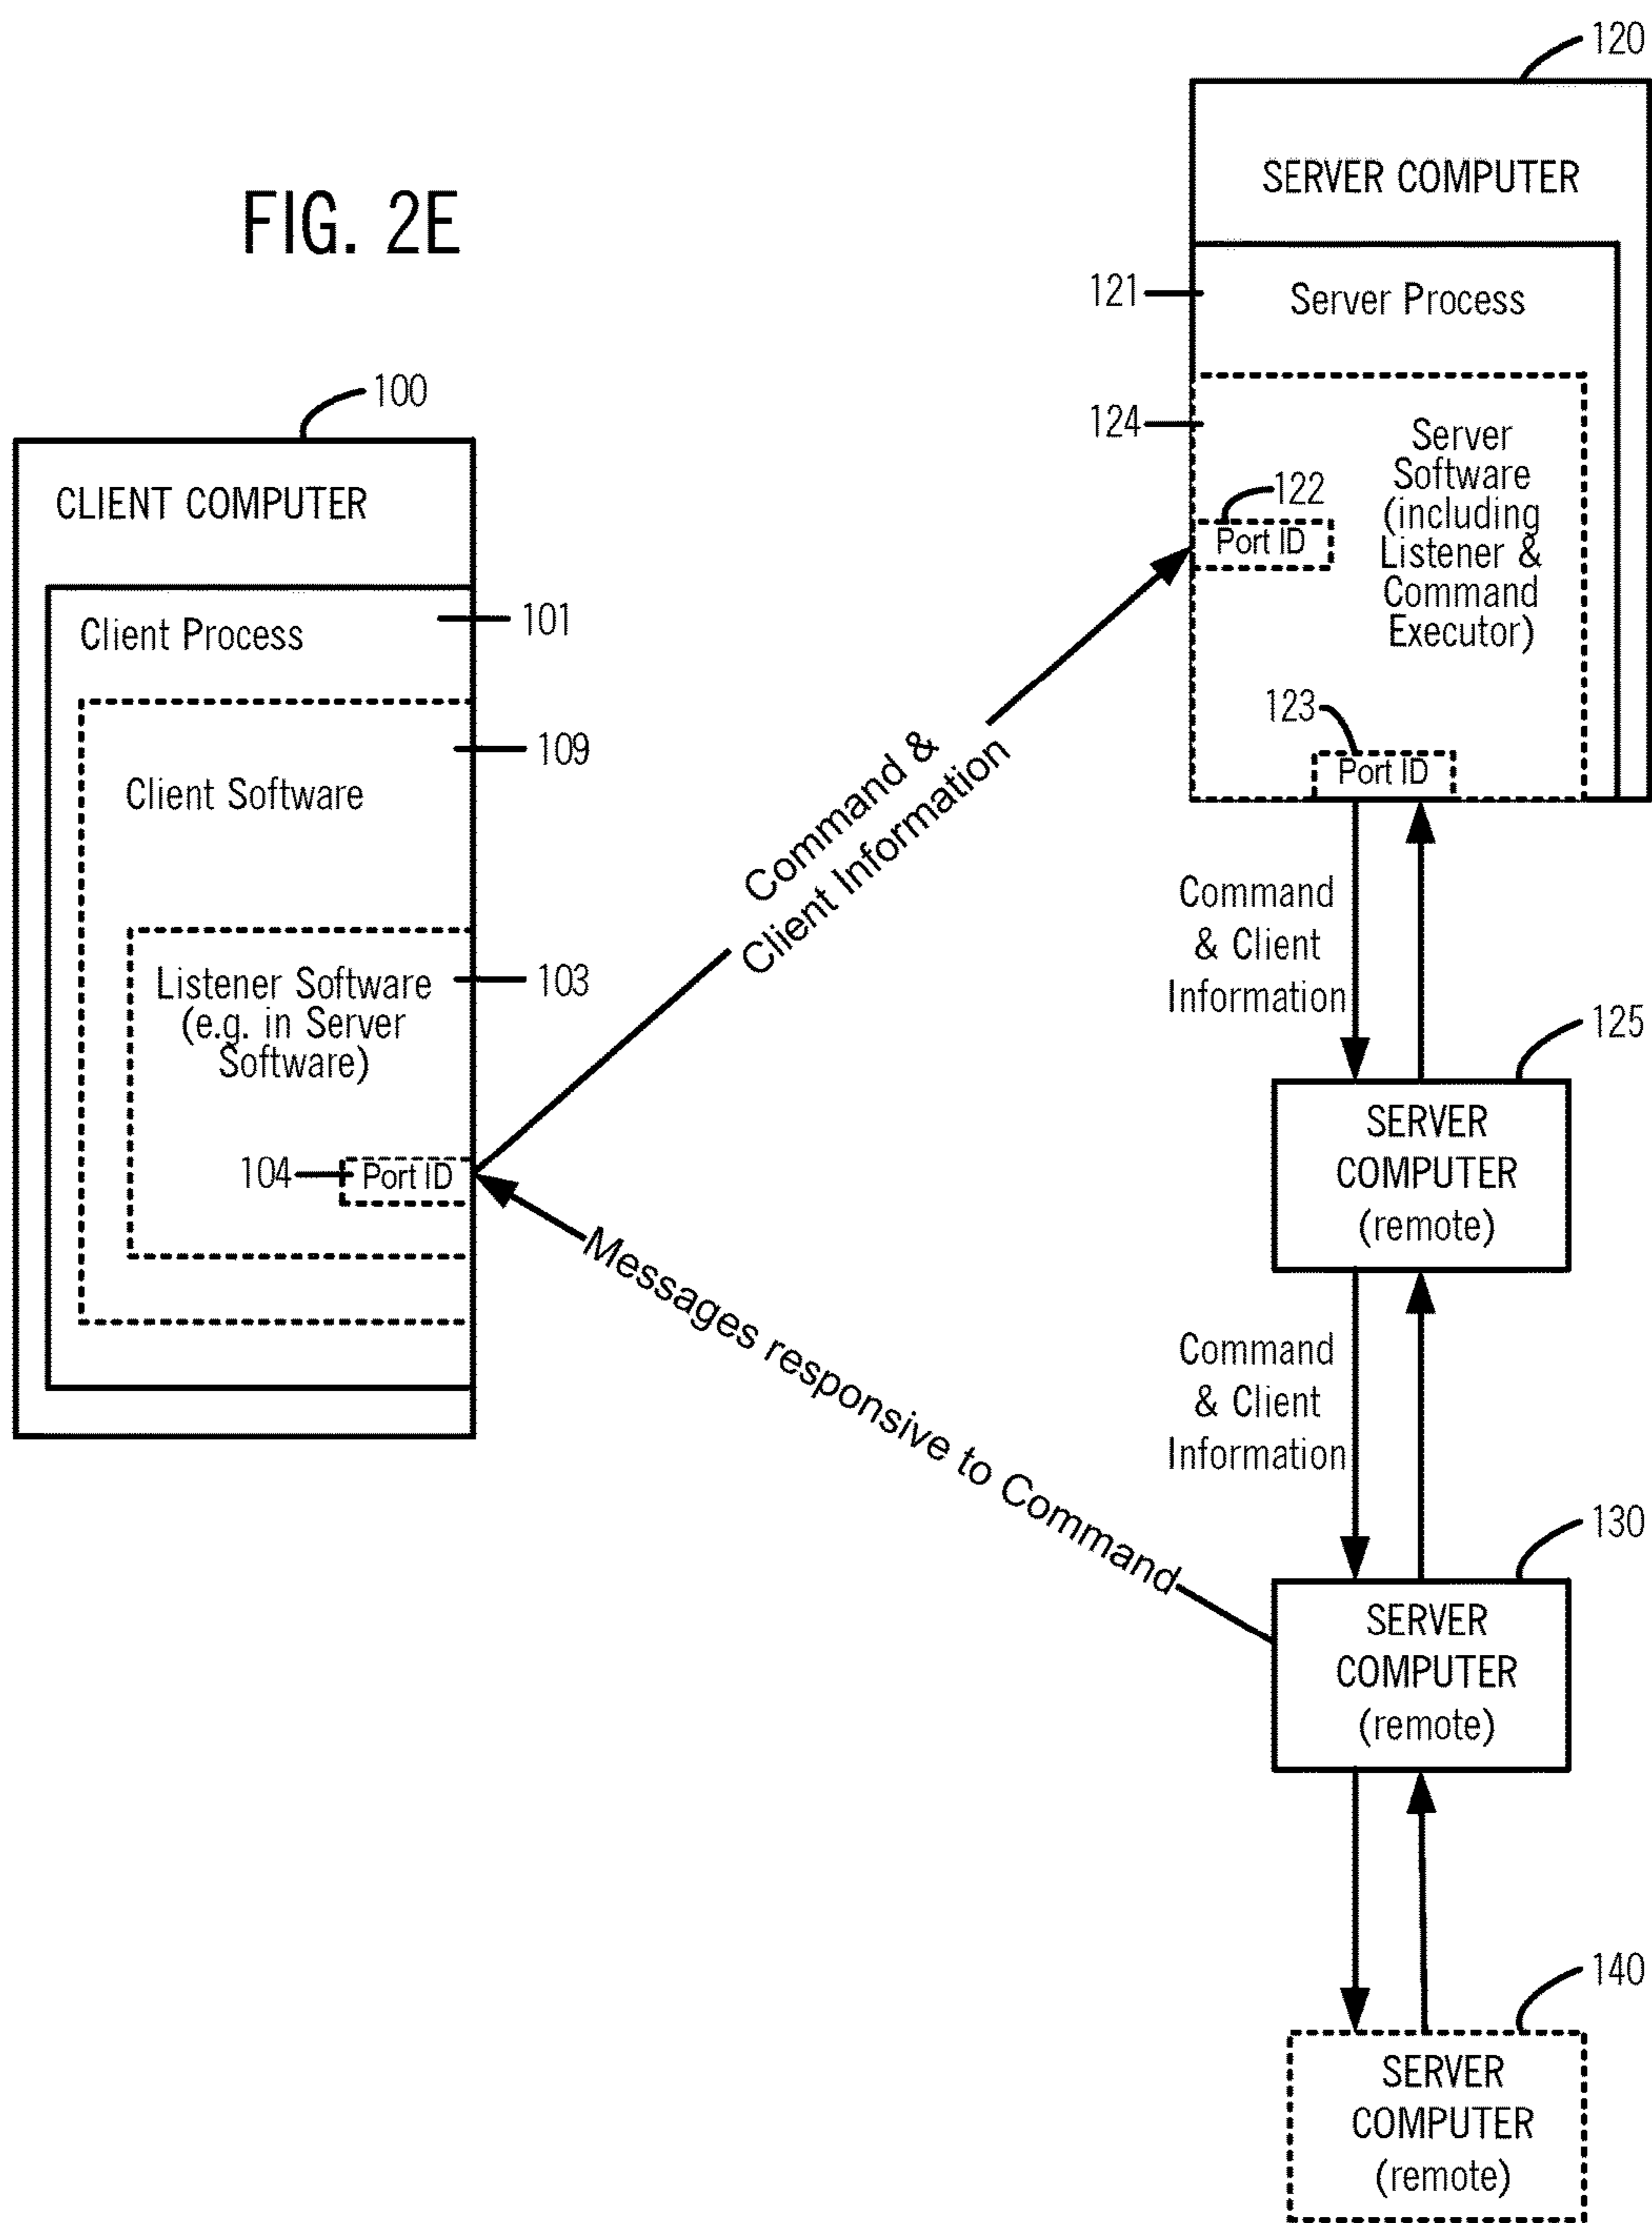 FIG. 2E
100
CLIENT COMPUTER
Client Process
101
109
Client Software
Listener Software
(e.g. in Server
Software)
103
104
Port ID
Command &
Client Information
Messages responsive to Command
120
SERVER COMPUTER
121
Server Process
124
Server
Software
(including
Listener &
Command
Executor)
122
Port ID
123
Port ID
Command
& Client
Information
125
SERVER
COMPUTER
(remote)
Command
& Client
Information
130
SERVER
COMPUTER
(remote)
140
SERVER
COMPUTER
(remote)